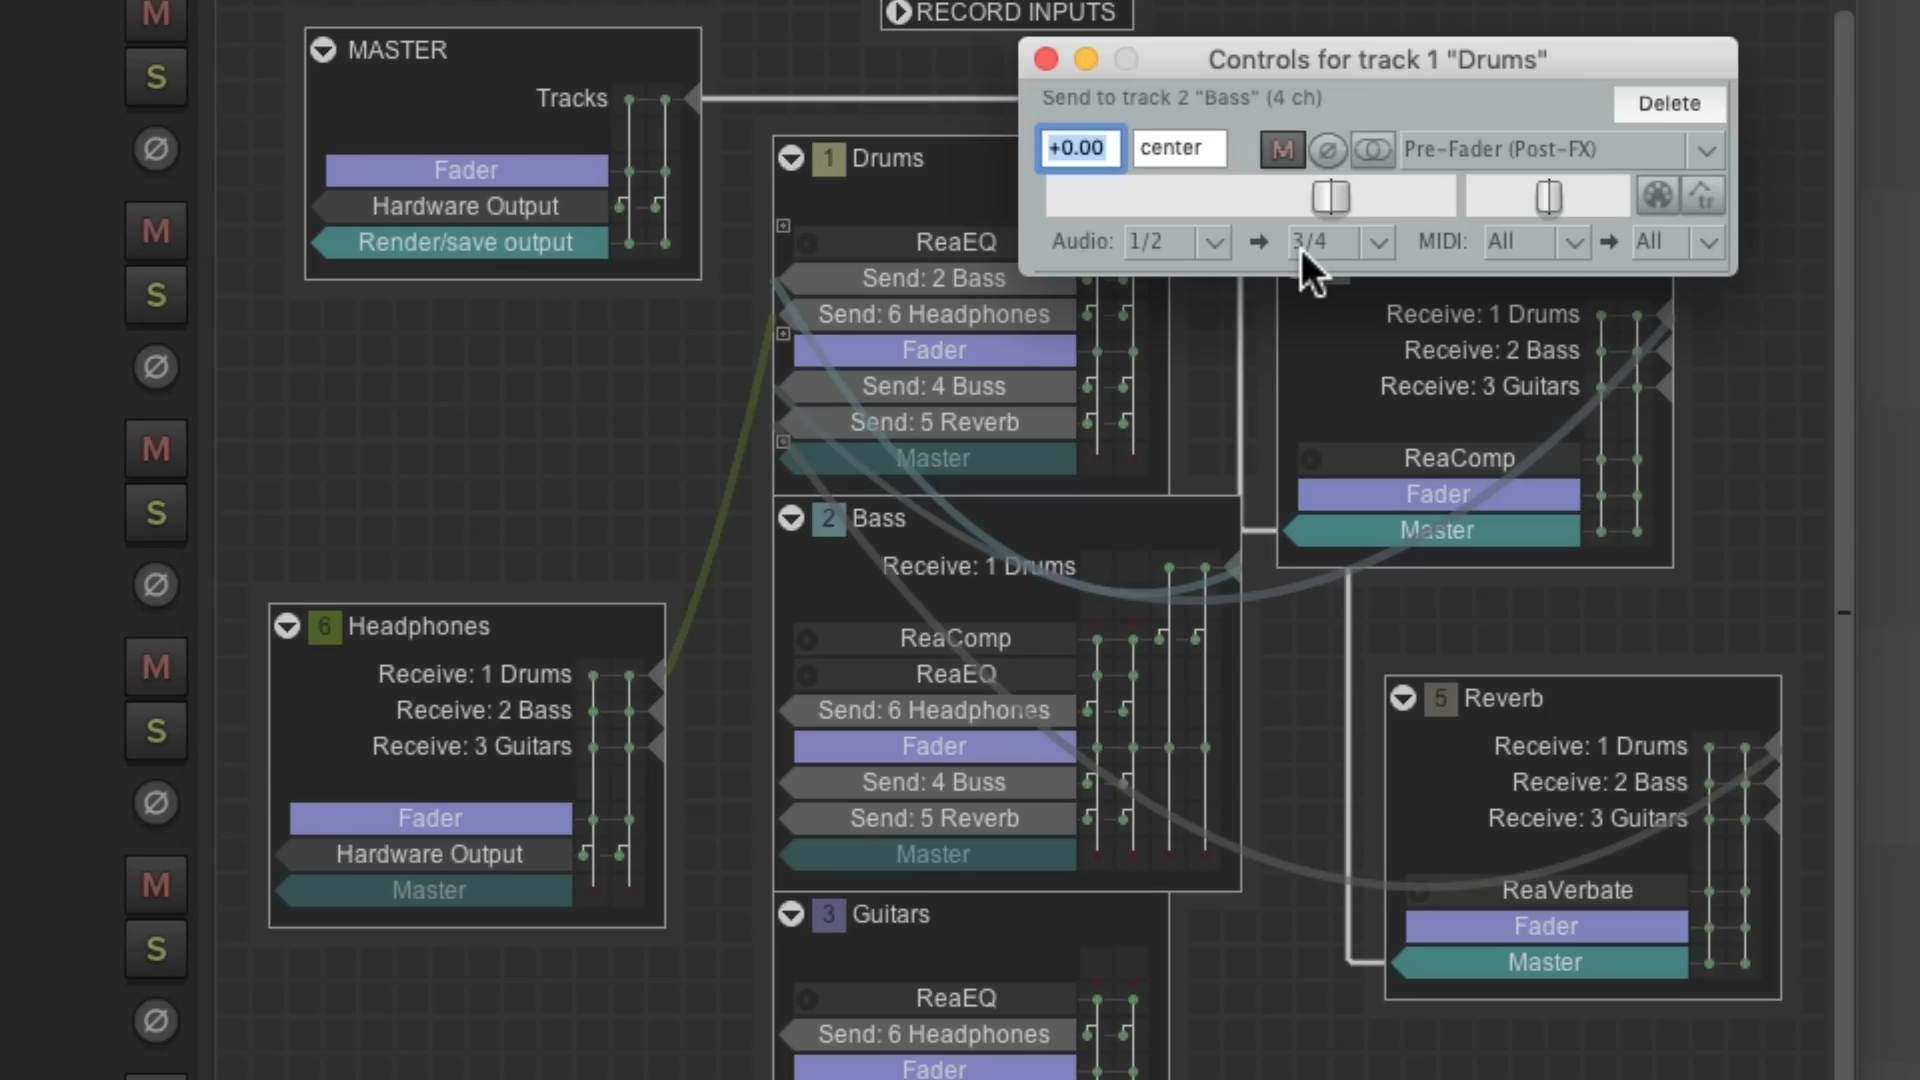 RECORD INPUTS
M
S
Ø
M
S
Ø
M
S
Ø
M
S
Ø
M
S
Ø
MASTER
Tracks
Fader
Hardware Output
Render/save output
1 Drums
ReaEQ
Send: 2 Bass
Send: 6 Headphones
Fader
Send: 4 Buss
Send: 5 Reverb
Master
Controls for track 1 "Drums"
Send to track 2 "Bass" (4 ch)
Delete
+0.00
center
M
Ø
Pre-Fader (Post-FX)
tr
Audio: 1/2 → 3/4 MIDI: All → All
Receive: 1 Drums
Receive: 2 Bass
Receive: 3 Guitars
ReaComp
Fader
Master
2 Bass
Receive: 1 Drums
ReaComp
ReaEQ
Send: 6 Headphones
Fader
Send: 4 Buss
Send: 5 Reverb
Master
6 Headphones
Receive: 1 Drums
Receive: 2 Bass
Receive: 3 Guitars
Fader
Hardware Output
Master
5 Reverb
Receive: 1 Drums
Receive: 2 Bass
Receive: 3 Guitars
ReaVerbate
Fader
Master
3 Guitars
ReaEQ
Send: 6 Headphones
Fader